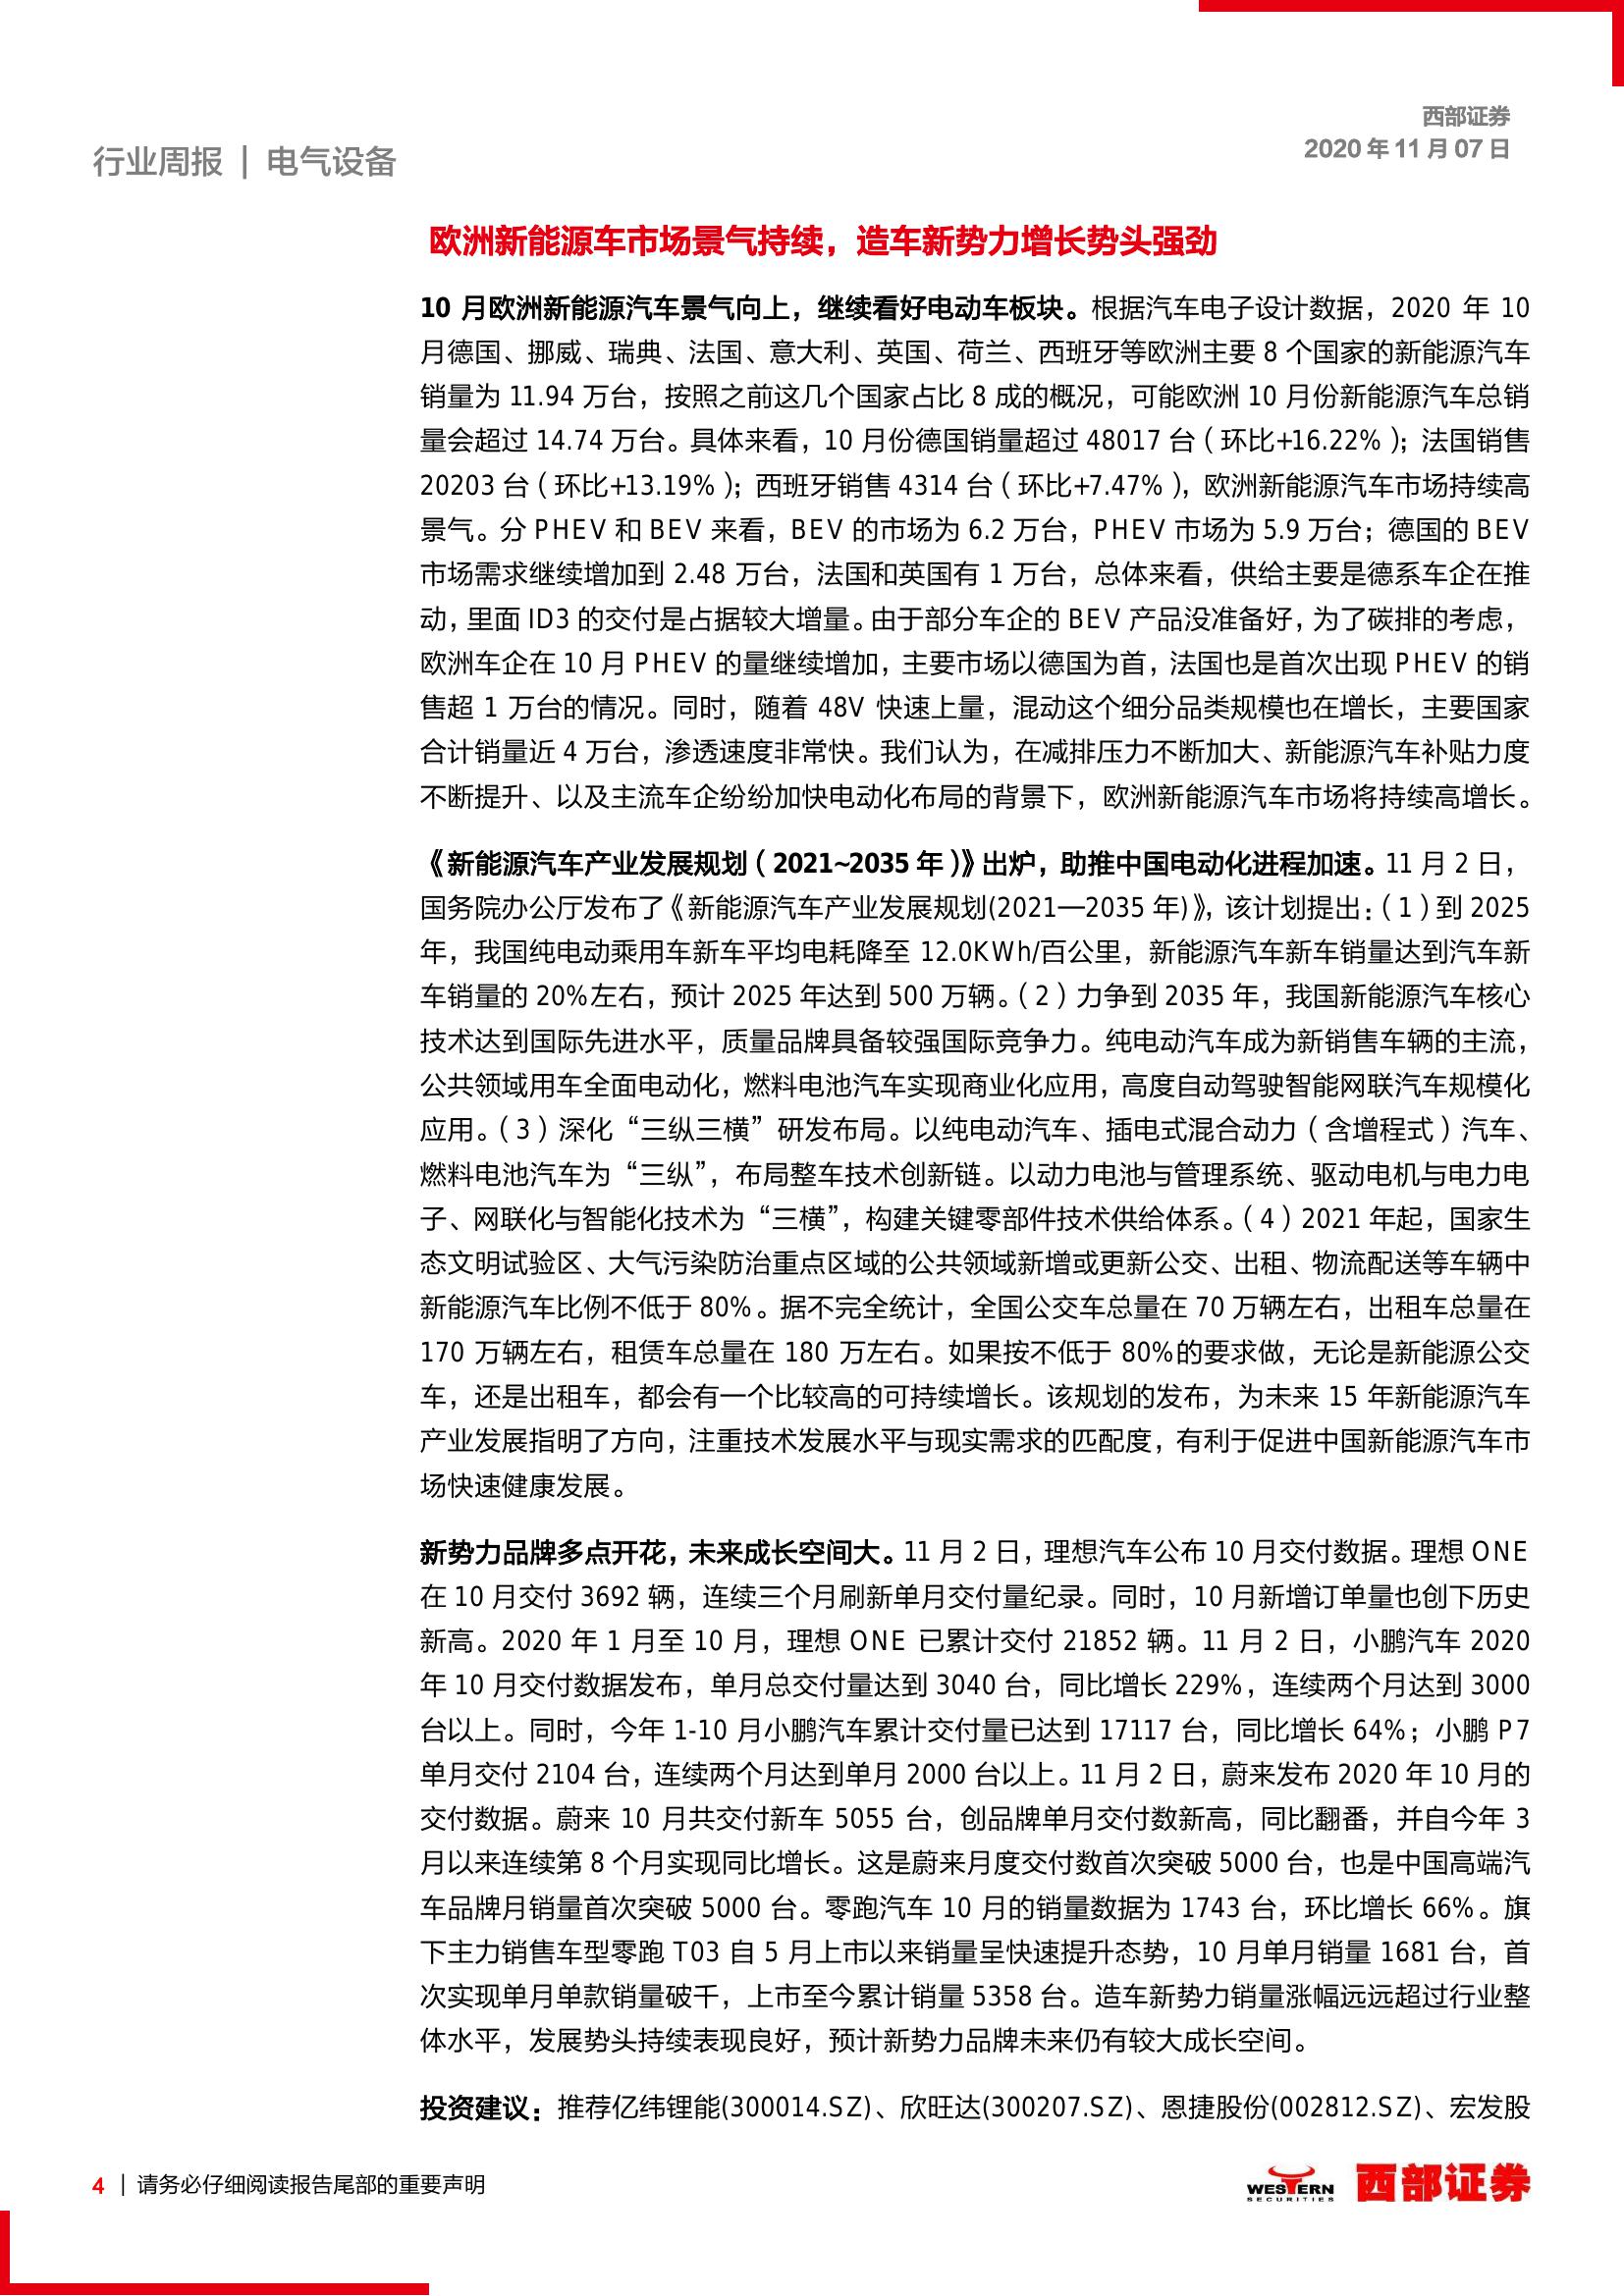 西部证券
2020 年 11 月 07 日
行业周报 | 电气设备
欧洲新能源车市场景气持续，造车新势力增长势头强劲
10 月欧洲新能源汽车景气向上，继续看好电动车板块。根据汽车电子设计数据，2020 年 10
月德国、挪威、瑞典、法国、意大利、英国、荷兰、西班牙等欧洲主要 8 个国家的新能源汽车
销量为 11.94 万台，按照之前这几个国家占比 8 成的概况，可能欧洲 10 月份新能源汽车总销
量会超过 14.74 万台。具体来看，10 月份德国销量超过 48017 台（环比+16.22%）；法国销售
20203 台（环比+13.19%）；西班牙销售 4314 台（环比+7.47%），欧洲新能源汽车市场持续高
景气。分 PHEV 和 BEV 来看，BEV 的市场为 6.2 万台，PHEV 市场为 5.9 万台；德国的 BEV
市场需求继续增加到 2.48 万台，法国和英国有 1 万台，总体来看，供给主要是德系车企在推
动，里面 ID3 的交付是占据较大增量。由于部分车企的 BEV 产品没准备好，为了碳排的考虑，
欧洲车企在 10 月 PHEV 的量继续增加，主要市场以德国为首，法国也是首次出现 PHEV 的销
售超 1 万台的情况。同时，随着 48V 快速上量，混动这个细分品类规模也在增长，主要国家
合计销量近 4 万台，渗透速度非常快。我们认为，在减排压力不断加大、新能源汽车补贴力度
不断提升、以及主流车企纷纷加快电动化布局的背景下，欧洲新能源汽车市场将持续高增长。
《新能源汽车产业发展规划（2021~2035 年）》出炉，助推中国电动化进程加速。11 月 2 日，
国务院办公厅发布了《新能源汽车产业发展规划(2021—2035 年)》，该计划提出：（1）到 2025
年，我国纯电动乘用车新车平均电耗降至 12.0KWh/百公里，新能源汽车新车销量达到汽车新
车销量的 20%左右，预计 2025 年达到 500 万辆。（2）力争到 2035 年，我国新能源汽车核心
技术达到国际先进水平，质量品牌具备较强国际竞争力。纯电动汽车成为新销售车辆的主流，
公共领域用车全面电动化，燃料电池汽车实现商业化应用，高度自动驾驶智能网联汽车规模化
应用。（3）深化“三纵三横”研发布局。以纯电动汽车、插电式混合动力（含增程式）汽车、
燃料电池汽车为“三纵”，布局整车技术创新链。以动力电池与管理系统、驱动电机与电力电
子、网联化与智能化技术为“三横”，构建关键零部件技术供给体系。（4）2021 年起，国家生
态文明试验区、大气污染防治重点区域的公共领域新增或更新公交、出租、物流配送等车辆中
新能源汽车比例不低于 80%。据不完全统计，全国公交车总量在 70 万辆左右，出租车总量在
170 万辆左右，租赁车总量在 180 万左右。如果按不低于 80%的要求做，无论是新能源公交
车，还是出租车，都会有一个比较高的可持续增长。该规划的发布，为未来 15 年新能源汽车
产业发展指明了方向，注重技术发展水平与现实需求的匹配度，有利于促进中国新能源汽车市
场快速健康发展。
新势力品牌多点开花，未来成长空间大。11 月 2 日，理想汽车公布 10 月交付数据。理想 ONE
在 10 月交付 3692 辆，连续三个月刷新单月交付量纪录。同时，10 月新增订单量也创下历史
新高。2020 年 1 月至 10 月，理想 ONE 已累计交付 21852 辆。11 月 2 日，小鹏汽车 2020
年 10 月交付数据发布，单月总交付量达到 3040 台，同比增长 229%，连续两个月达到 3000
台以上。同时，今年 1-10 月小鹏汽车累计交付量已达到 17117 台，同比增长 64%；小鹏 P7
单月交付 2104 台，连续两个月达到单月 2000 台以上。11 月 2 日，蔚来发布 2020 年 10 月的
交付数据。蔚来 10 月共交付新车 5055 台，创品牌单月交付数新高，同比翻番，并自今年 3
月以来连续第 8 个月实现同比增长。这是蔚来月度交付数首次突破 5000 台，也是中国高端汽
车品牌月销量首次突破 5000 台。零跑汽车 10 月的销量数据为 1743 台，环比增长 66%。旗
下主力销售车型零跑 T03 自 5 月上市以来销量呈快速提升态势，10 月单月销量 1681 台，首
次实现单月单款销量破千，上市至今累计销量 5358 台。造车新势力销量涨幅远远超过行业整
体水平，发展势头持续表现良好，预计新势力品牌未来仍有较大成长空间。
投资建议：推荐亿纬锂能(300014.SZ)、欣旺达(300207.SZ)、恩捷股份(002812.SZ)、宏发股
4 | 请务必仔细阅读报告尾部的重要声明
WESTERN
SECURITIES
西部证券